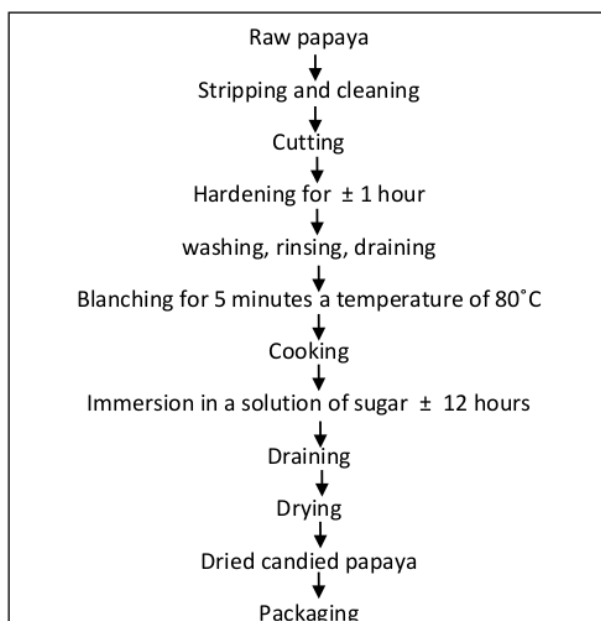 Raw papaya
Stripping and cleaning
Cutting
Hardening for ± 1 hour
washing, rinsing, draining
Blanching for 5 minutes a temperature of 80˚C
Cooking
Immersion in a solution of sugar ± 12 hours
Draining
Drying
Dried candied papaya
Packaging